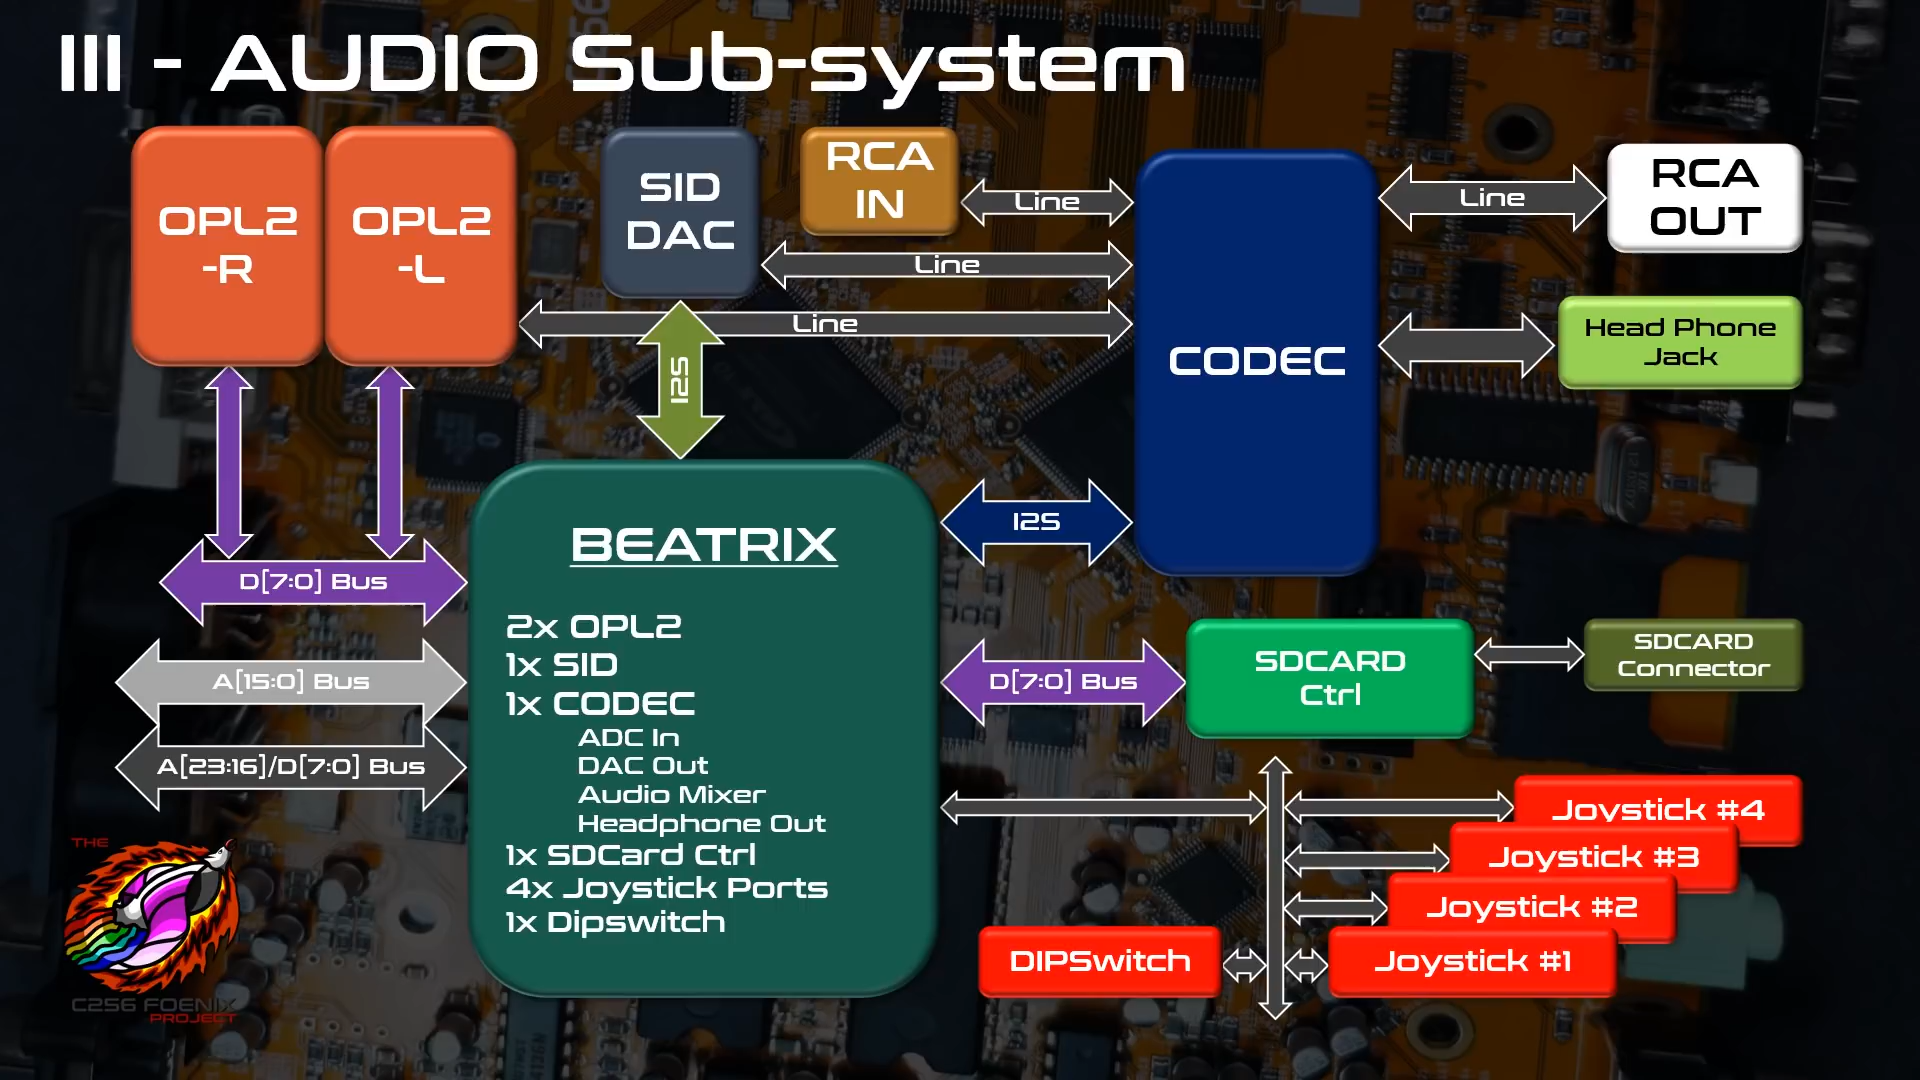 III - AUDIO Sub-system
OPL2
-R
OPL2
-L
SID
DAC
RCA
IN
Line
Line
Line
I2S
CODEC
Line
RCA
OUT
Head Phone
Jack
I2S
D[7:0] Bus
A[15:0] Bus
A[23:16]/D[7:0] Bus
BEATRIX
2x OPL2
1x SID
1x CODEC
ADC In
DAC Out
Audio Mixer
Headphone Out
1x SDCard Ctrl
4x Joystick Ports
1x Dipswitch
D[7:0] Bus
SDCARD
Ctrl
SDCARD
Connector
Joystick #4
Joystick #3
Joystick #2
Joystick #1
DIPSwitch
THE
C256 FOENIX
PROJECT